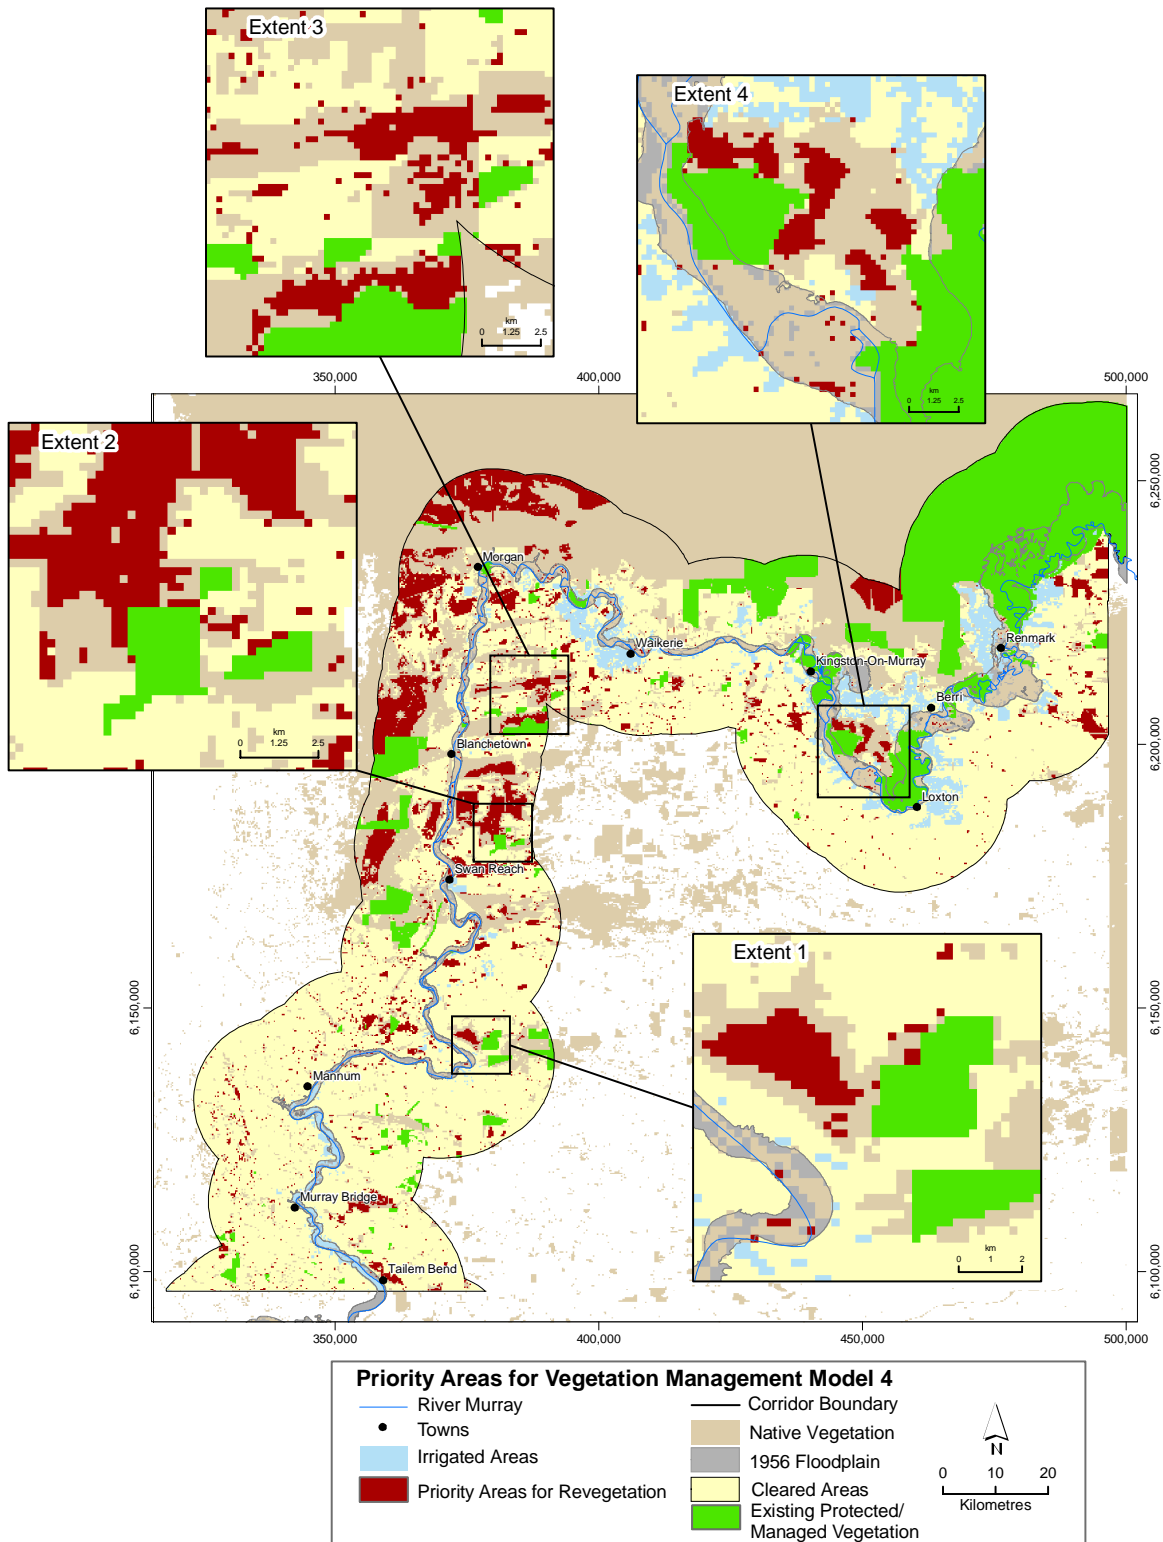 Extent 3
km
0 1.25 2.5
Extent 4
km
0 1.25 2.5
350,000
400,000
500,000
Extent 2
km
0 1.25 2.5
6,250,000
6,200,000
6,150,000
6,100,000
Morgan
Waikerie
Kingston-On-Murray
Renmark
Berri
Loxton
Blanchetown
Swan Reach
Mannum
Murray Bridge
Tailem Bend
6,150,000
6,100,000
Extent 1
km
0 1 2
350,000
400,000
450,000
500,000
Priority Areas for Vegetation Management Model 4
River Murray
Towns
Irrigated Areas
Priority Areas for Revegetation
Corridor Boundary
Native Vegetation
1956 Floodplain
Cleared Areas
Existing Protected/
Managed Vegetation
N
0 10 20
Kilometres